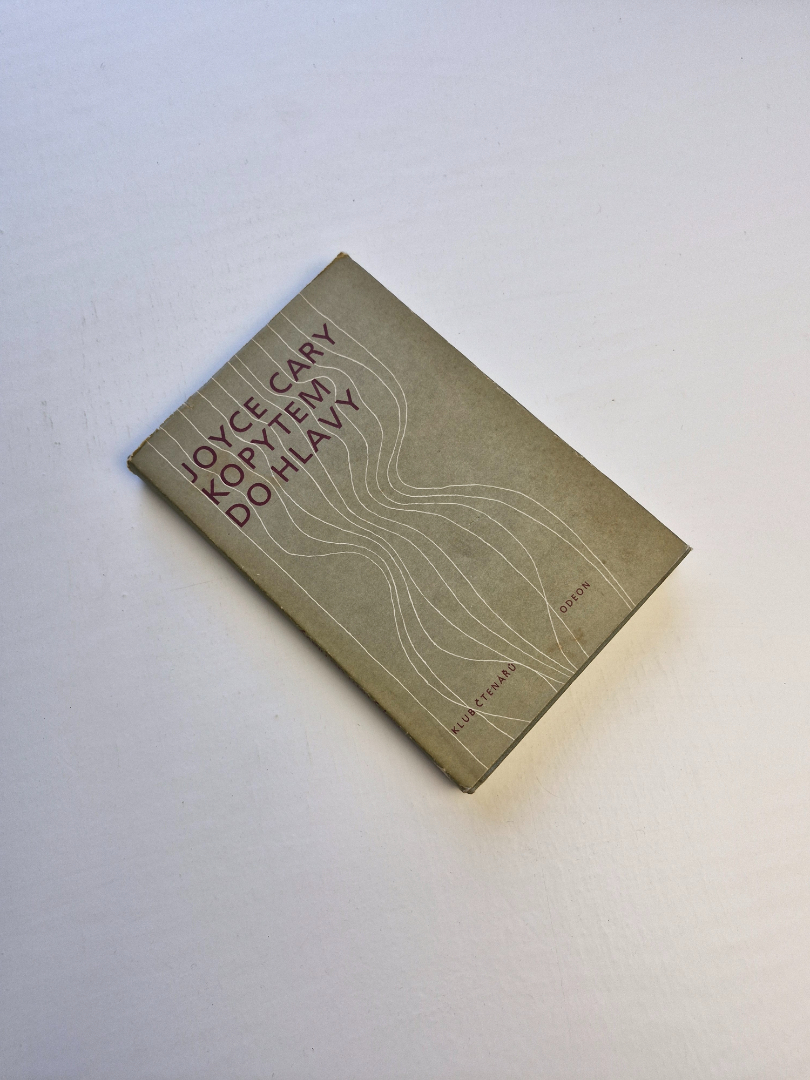 JOYCE CARY
KOPYTEM
DO HLAVY
KLUB ČTENÁŘŮ
ODEON